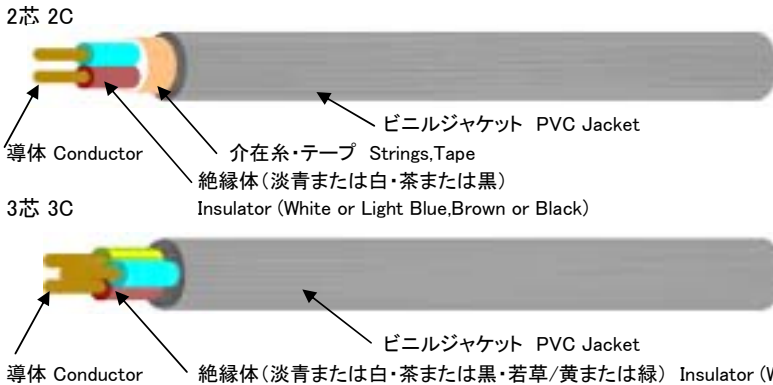 2芯 2C
ビニルジャケット PVC Jacket
導体 Conductor
介在糸・テープ Strings,Tape
絶縁体(淡青または白・茶または黒)
Insulator (White or Light Blue,Brown or Black)
3芯 3C
ビニルジャケット PVC Jacket
導体 Conductor
絶縁体(淡青または白・茶または黒・若草/黄または緑) Insulator (W